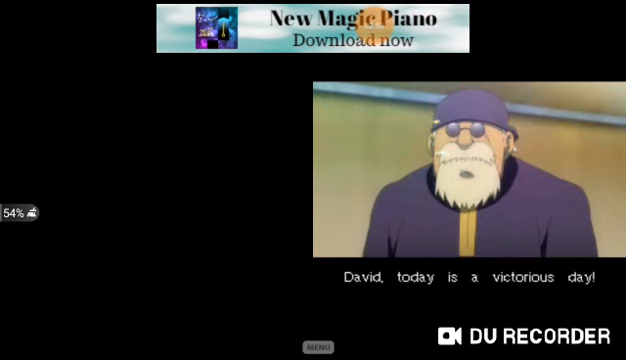 New Magic Piano
Download now
54%
David, today is a victorious day!
MENU
DU RECORDER